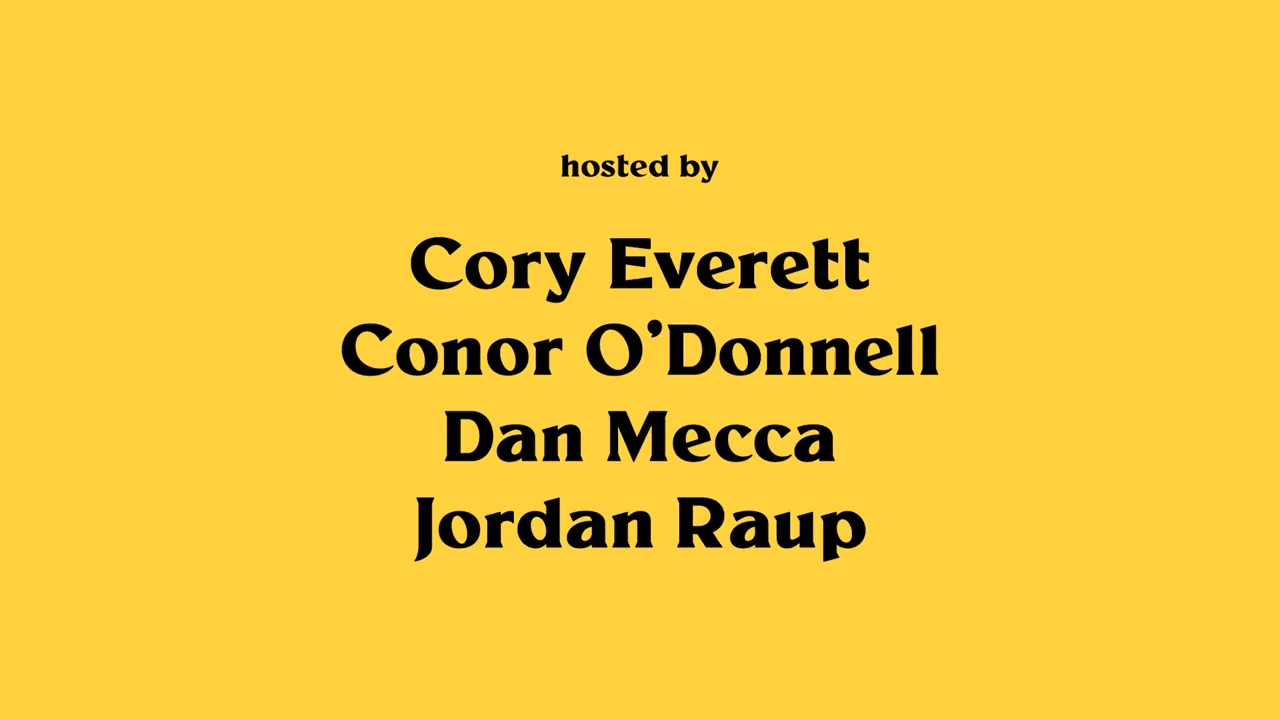 hosted by
Cory Everett
Conor O’Donnell
Dan Mecca
Jordan Raup